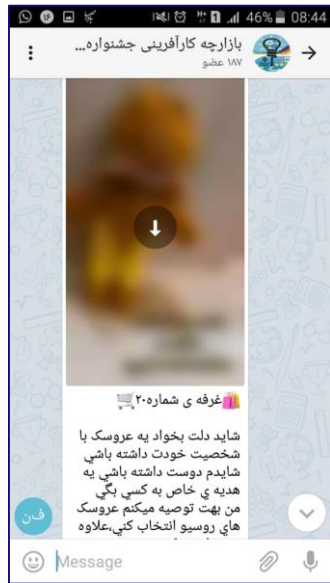 46% 08:44
بازارچه کارآفرینی جشنواره...
۱۸۷ عضو
غرفه ی شماره۲۰
شاید دلت بخواد یه عروسک با
شخصیت خودت داشته باشي
شایدم دوست داشته باشي یه
هدیه ي خاص به کسي بگي
من بهت توصیه میکنم عروسک
هاي روسیو انتخاب کني،علاوه
ف‌ن
Message